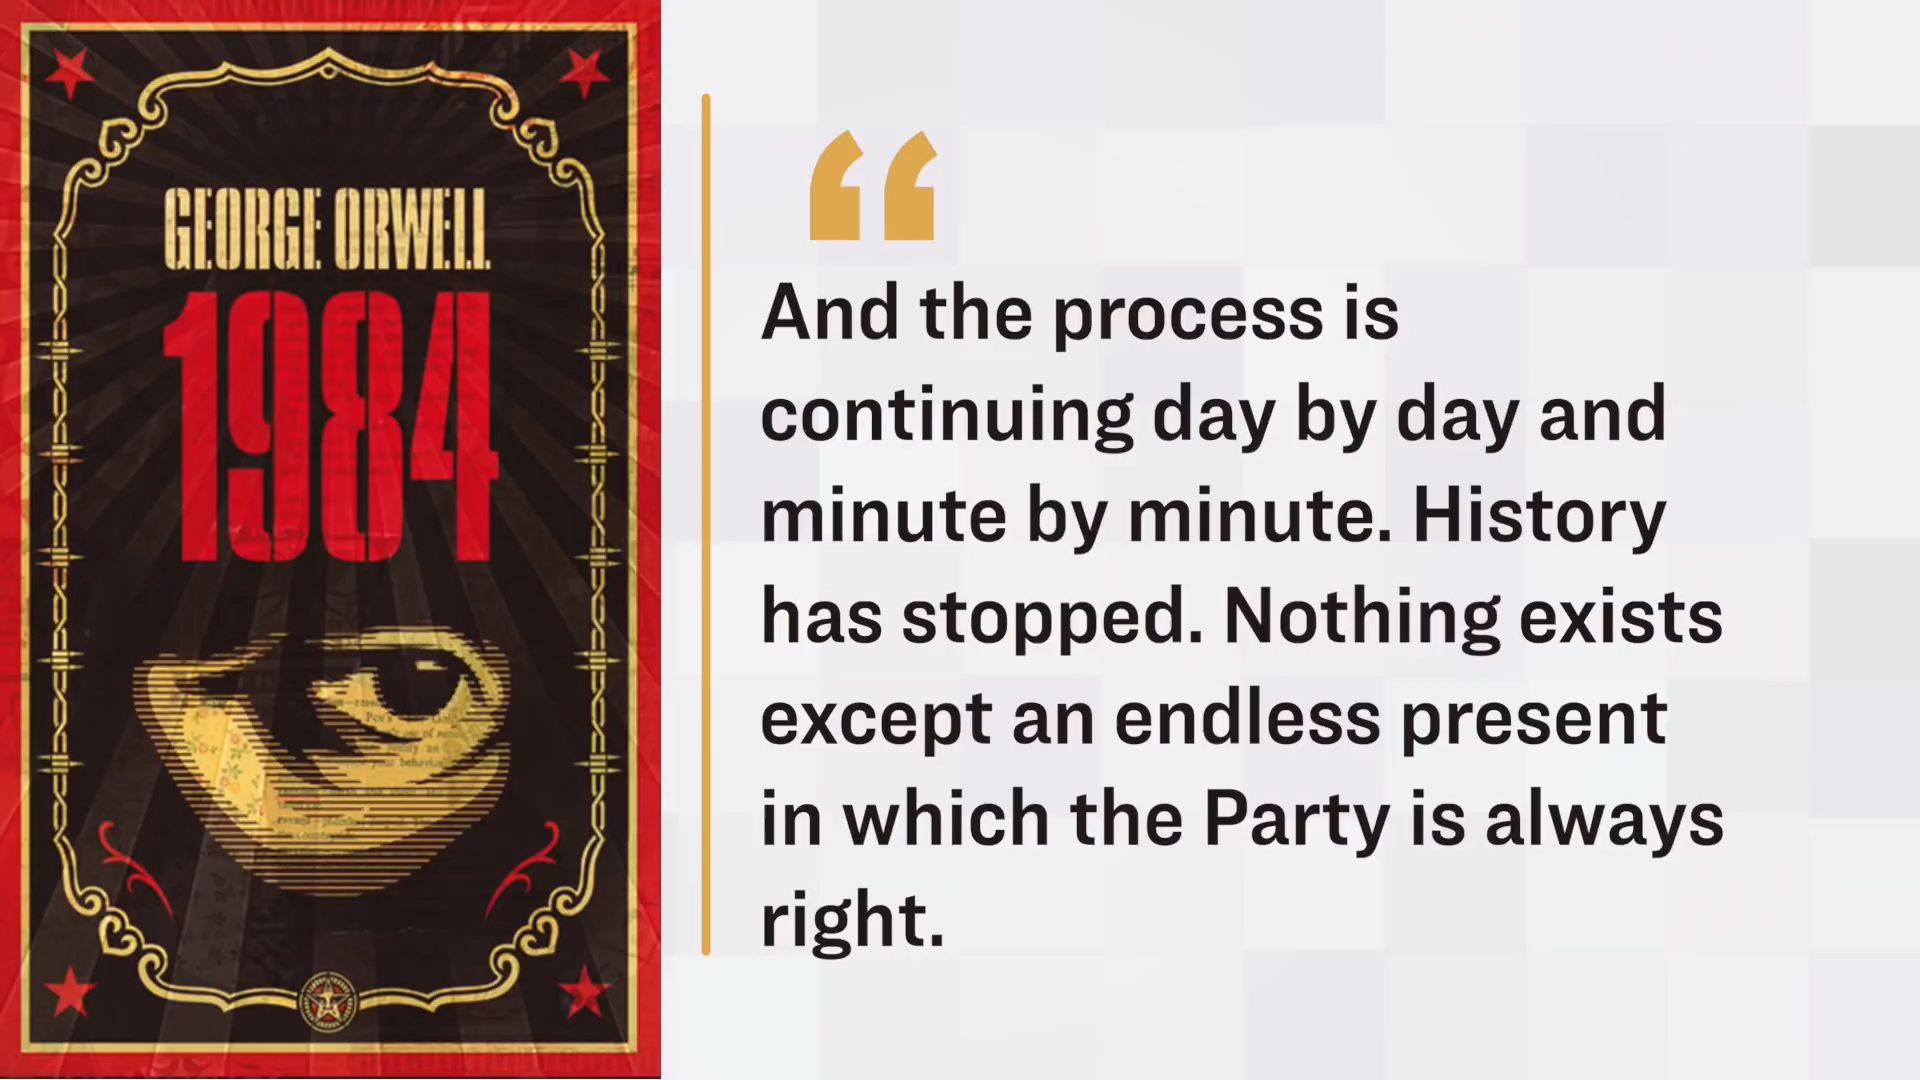 GEORGE ORWELL
1984
“
And the process is
continuing day by day and
minute by minute. History
has stopped. Nothing exists
except an endless present
in which the Party is always
right.